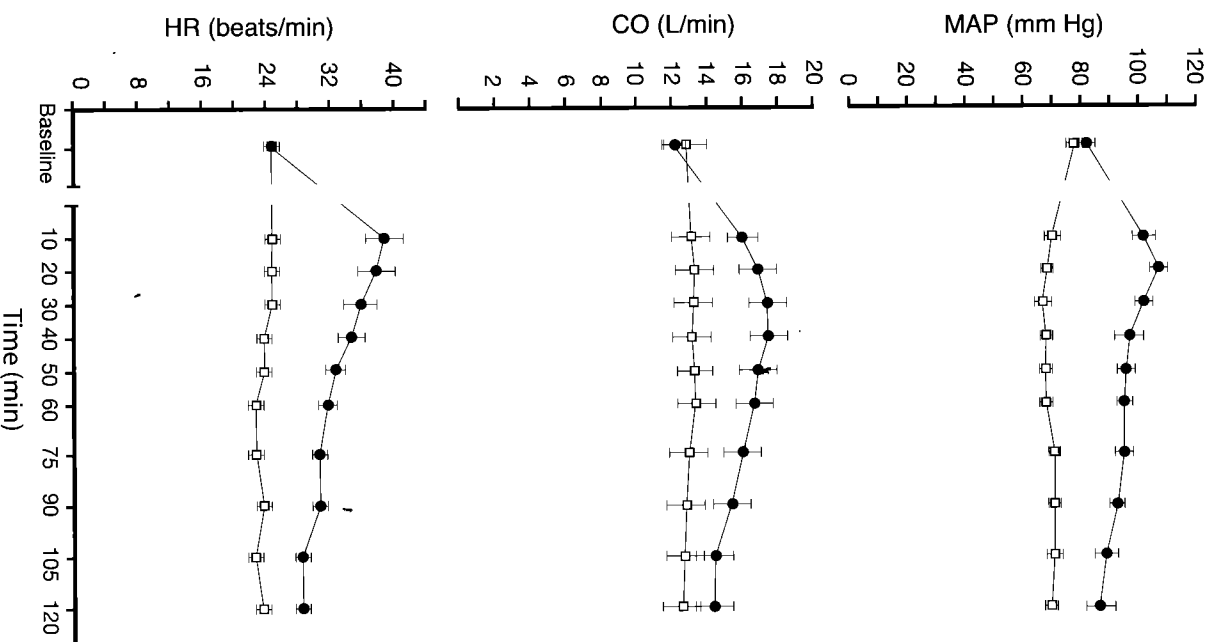 HR (beats/min)
CO (L/min)
MAP (mm Hg)
0 8 16 24 32 40
2 4 6 8 10 12 14 16 18 20
0 20 40 60 80 100 120
Baseline 10 20 30 40 50 60 75 90 105 120
Time (min)